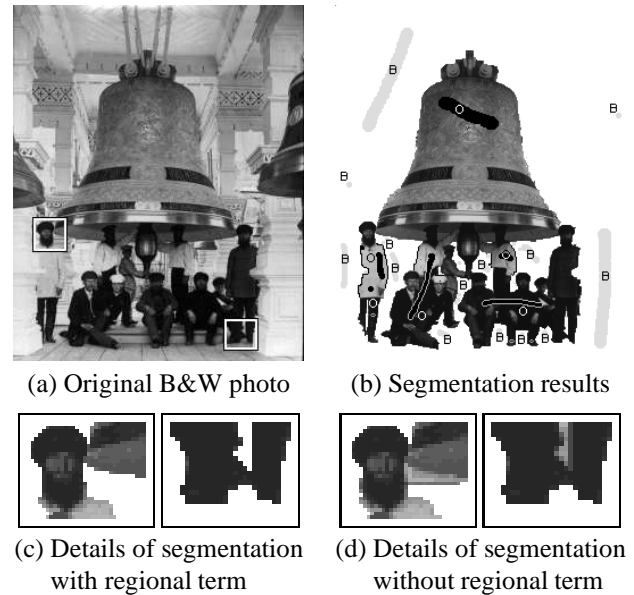 B
O
B
B
B
B
O
B
O
B
B
B
B
B
O
B
O
O
B
B
B
B
B
(a) Original B&W photo
(b) Segmentation results
(c) Details of segmentation
with regional term
(d) Details of segmentation
without regional term